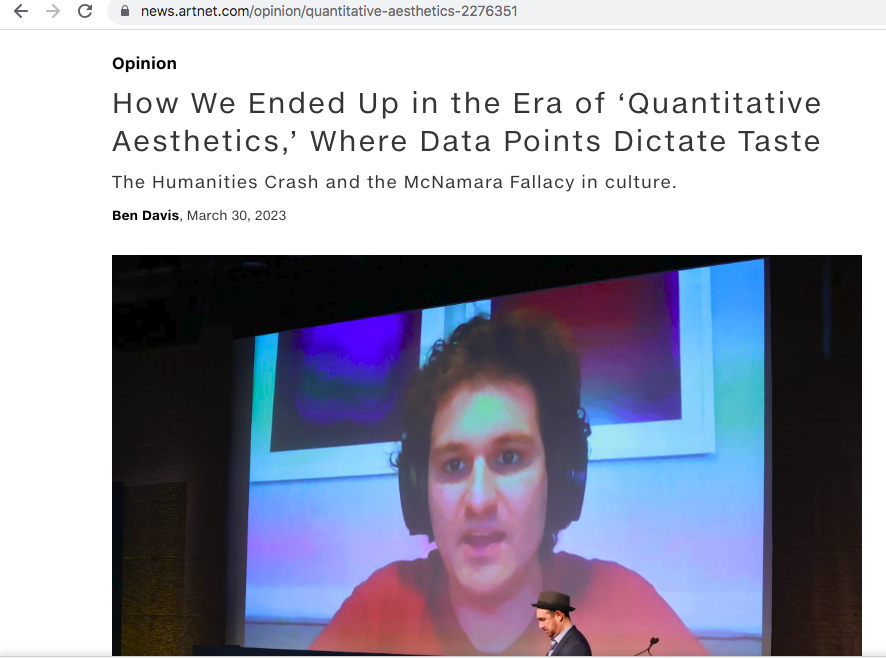 news.artnet.com/opinion/quantitative-aesthetics-2276351
Opinion
How We Ended Up in the Era of ‘Quantitative
Aesthetics,’ Where Data Points Dictate Taste
The Humanities Crash and the McNamara Fallacy in culture.
Ben Davis, March 30, 2023